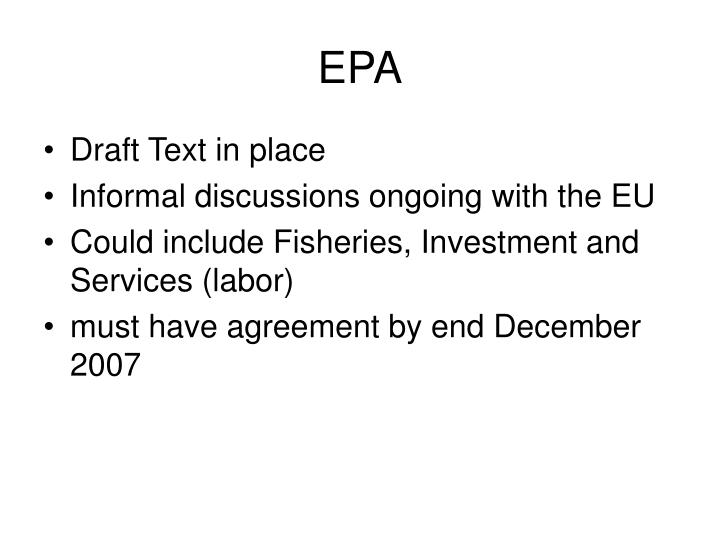 EPA
• Draft Text in place
• Informal discussions ongoing with the EU
• Could include Fisheries, Investment and
Services (labor)
• must have agreement by end December
2007